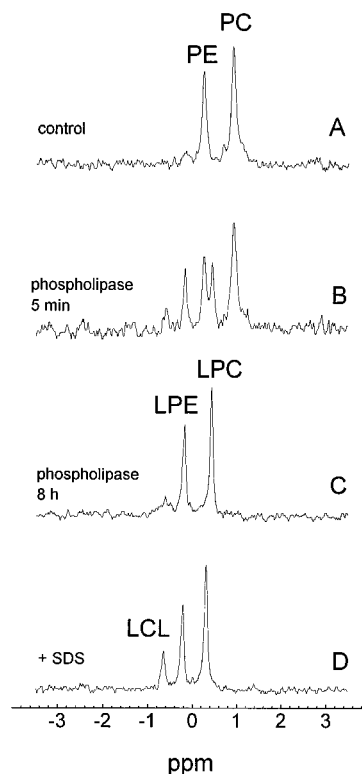 PE PC
control A
phospholipase
5 min
B
LPE LPC
phospholipase
8 h
C
LCL
+ SDS D
-3 -2 -1 0 1 2 3
ppm